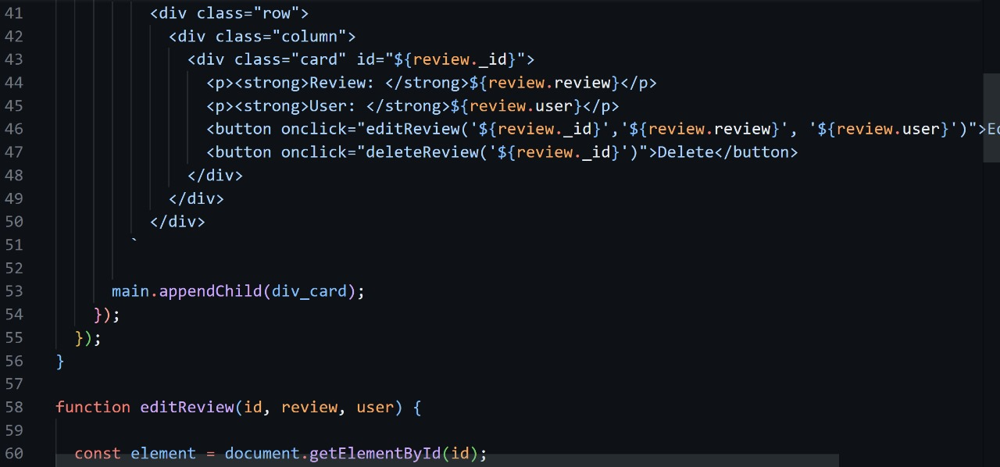 41 <div class="row">
42 <div class="column">
43 <div class="card" id="${review._id}">
44 <p><strong>Review: </strong>${review.review}</p>
45 <p><strong>User: </strong>${review.user}</p>
46 <button onclick="editReview('${review._id}','${review.review}', '${review.user}')">Ed
47 <button onclick="deleteReview('${review._id}')">Delete</button>
48 </div>
49 </div>
50 </div>
51 `
52
53 main.appendChild(div_card);
54 });
55 });
56 }
57
58 function editReview(id, review, user) {
59
60 const element = document.getElementById(id);